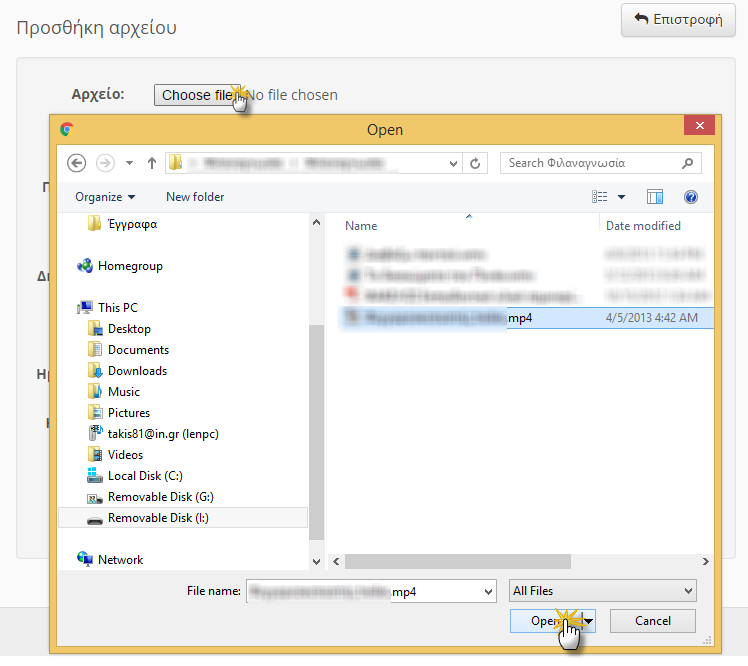 Προσθήκη αρχείου
Επιστροφή
Αρχείο:
Choose file No file chosen
Open
Search Φιλαναγνωσία
Organize
New folder
Έγγραφα
Homegroup
This PC
Desktop
Documents
Downloads
Music
Pictures
takis81@in.gr (lenpc)
Videos
Local Disk (C:)
Removable Disk (G:)
Removable Disk (I:)
Network
Name
Date modified
.mp4
4/5/2013 4:42 AM
File name:
.mp4
All Files
Open
Cancel